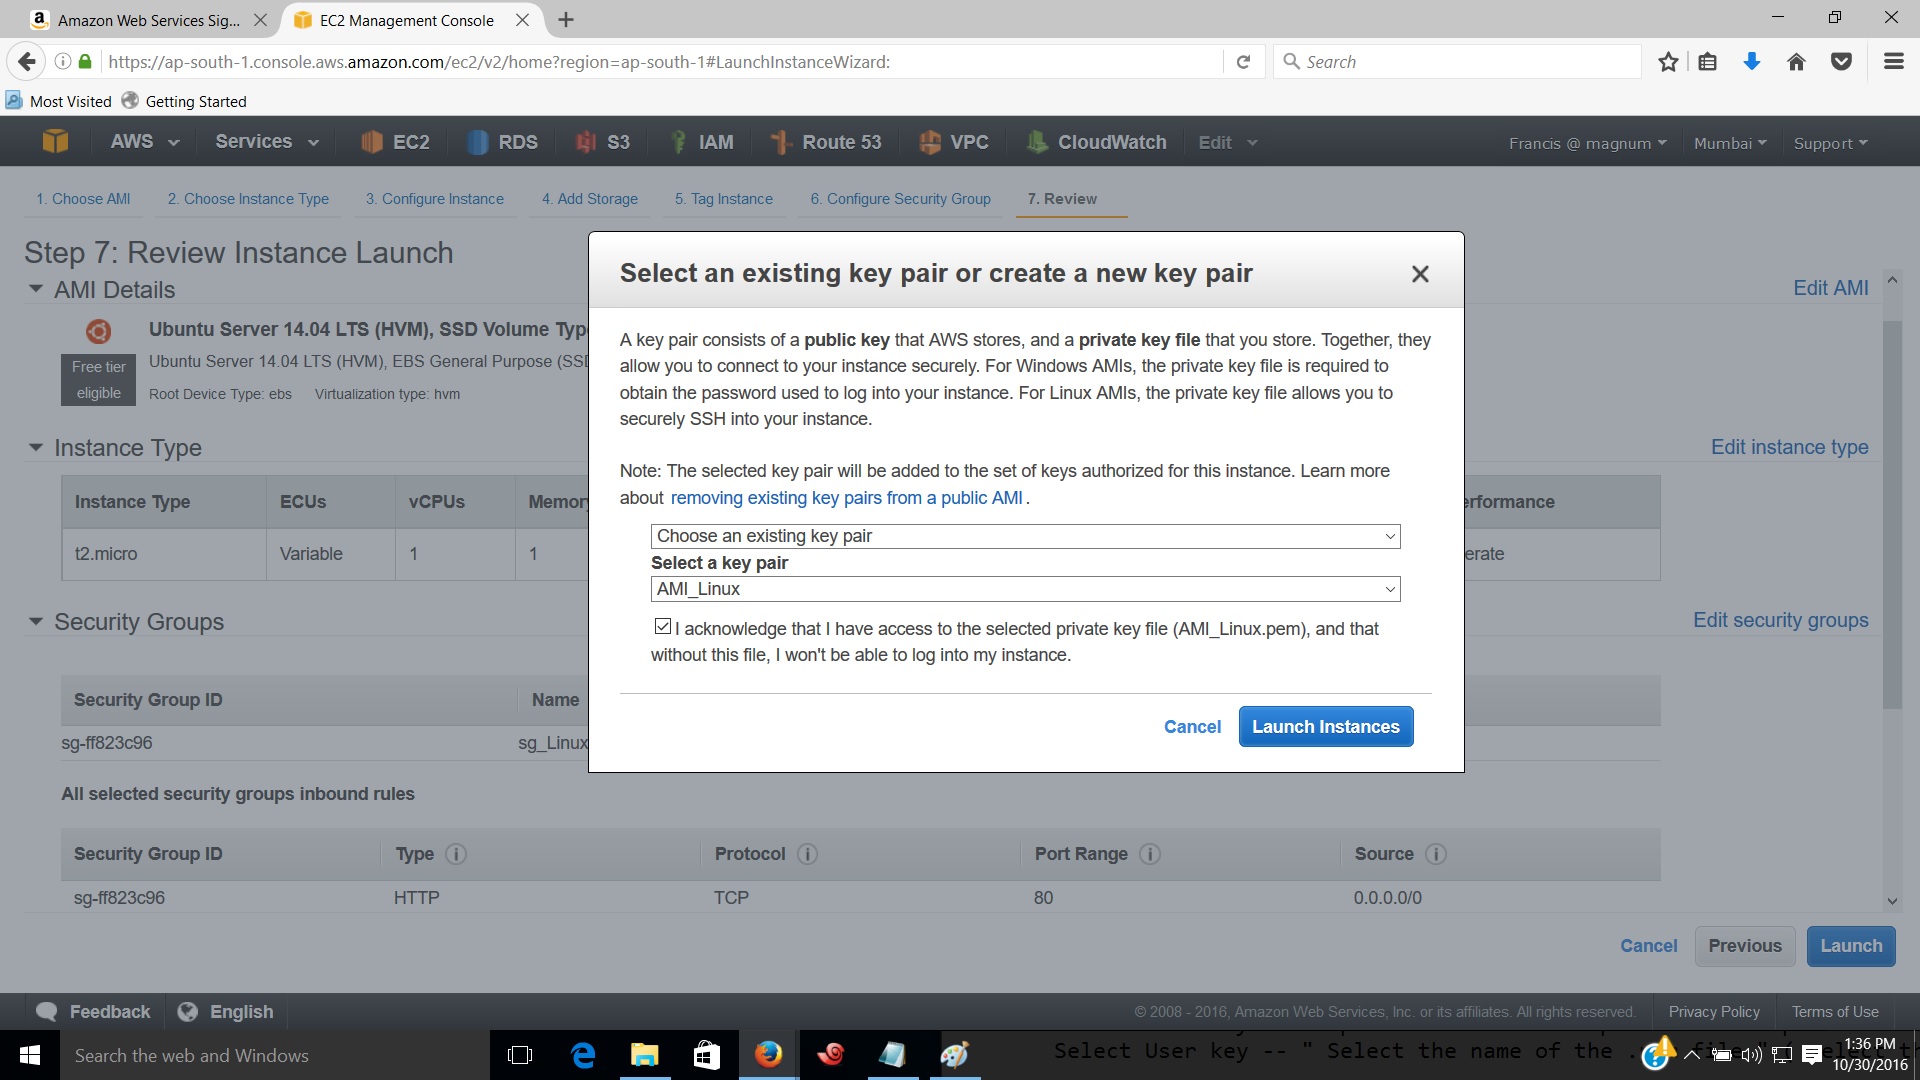 Amazon Web Services Sig...
EC2 Management Console
https://ap-south-1.console.aws.amazon.com/ec2/v2/home?region=ap-south-1#LaunchInstanceWizard:
Search
Most Visited
Getting Started
AWS
Services
EC2
RDS
S3
IAM
Route 53
VPC
CloudWatch
Edit
Francis @ magnum
Mumbai
Support
1. Choose AMI
2. Choose Instance Type
3. Configure Instance
4. Add Storage
5. Tag Instance
6. Configure Security Group
7. Review
Step 7: Review Instance Launch
AMI Details
Edit AMI
Ubuntu Server 14.04 LTS (HVM), SSD Volume Typ
Free tier
eligible
Ubuntu Server 14.04 LTS (HVM), EBS General Purpose (SSD
Root Device Type: ebs Virtualization type: hvm
Instance Type
Edit instance type
Instance Type
ECUs
vCPUs
Memory
erformance
t2.micro
Variable
1
1
erate
Security Groups
Edit security groups
Security Group ID
Name
sg-ff823c96
sg_Linux
All selected security groups inbound rules
Security Group ID
Type
Protocol
Port Range
Source
sg-ff823c96
HTTP
TCP
80
0.0.0.0/0
Select an existing key pair or create a new key pair
A key pair consists of a public key that AWS stores, and a private key file that you store. Together, they
allow you to connect to your instance securely. For Windows AMIs, the private key file is required to
obtain the password used to log into your instance. For Linux AMIs, the private key file allows you to
securely SSH into your instance.
Note: The selected key pair will be added to the set of keys authorized for this instance. Learn more
about removing existing key pairs from a public AMI .
Choose an existing key pair
Select a key pair
AMI_Linux
I acknowledge that I have access to the selected private key file (AMI_Linux.pem), and that
without this file, I won't be able to log into my instance.
Cancel
Launch Instances
Cancel
Previous
Launch
Feedback
English
© 2008 - 2016, Amazon Web Services, Inc. or its affiliates. All rights reserved.
Privacy Policy
Terms of Use
Search the web and Windows
Select User key -- " Select the name of the
1:36 PM
10/30/2016